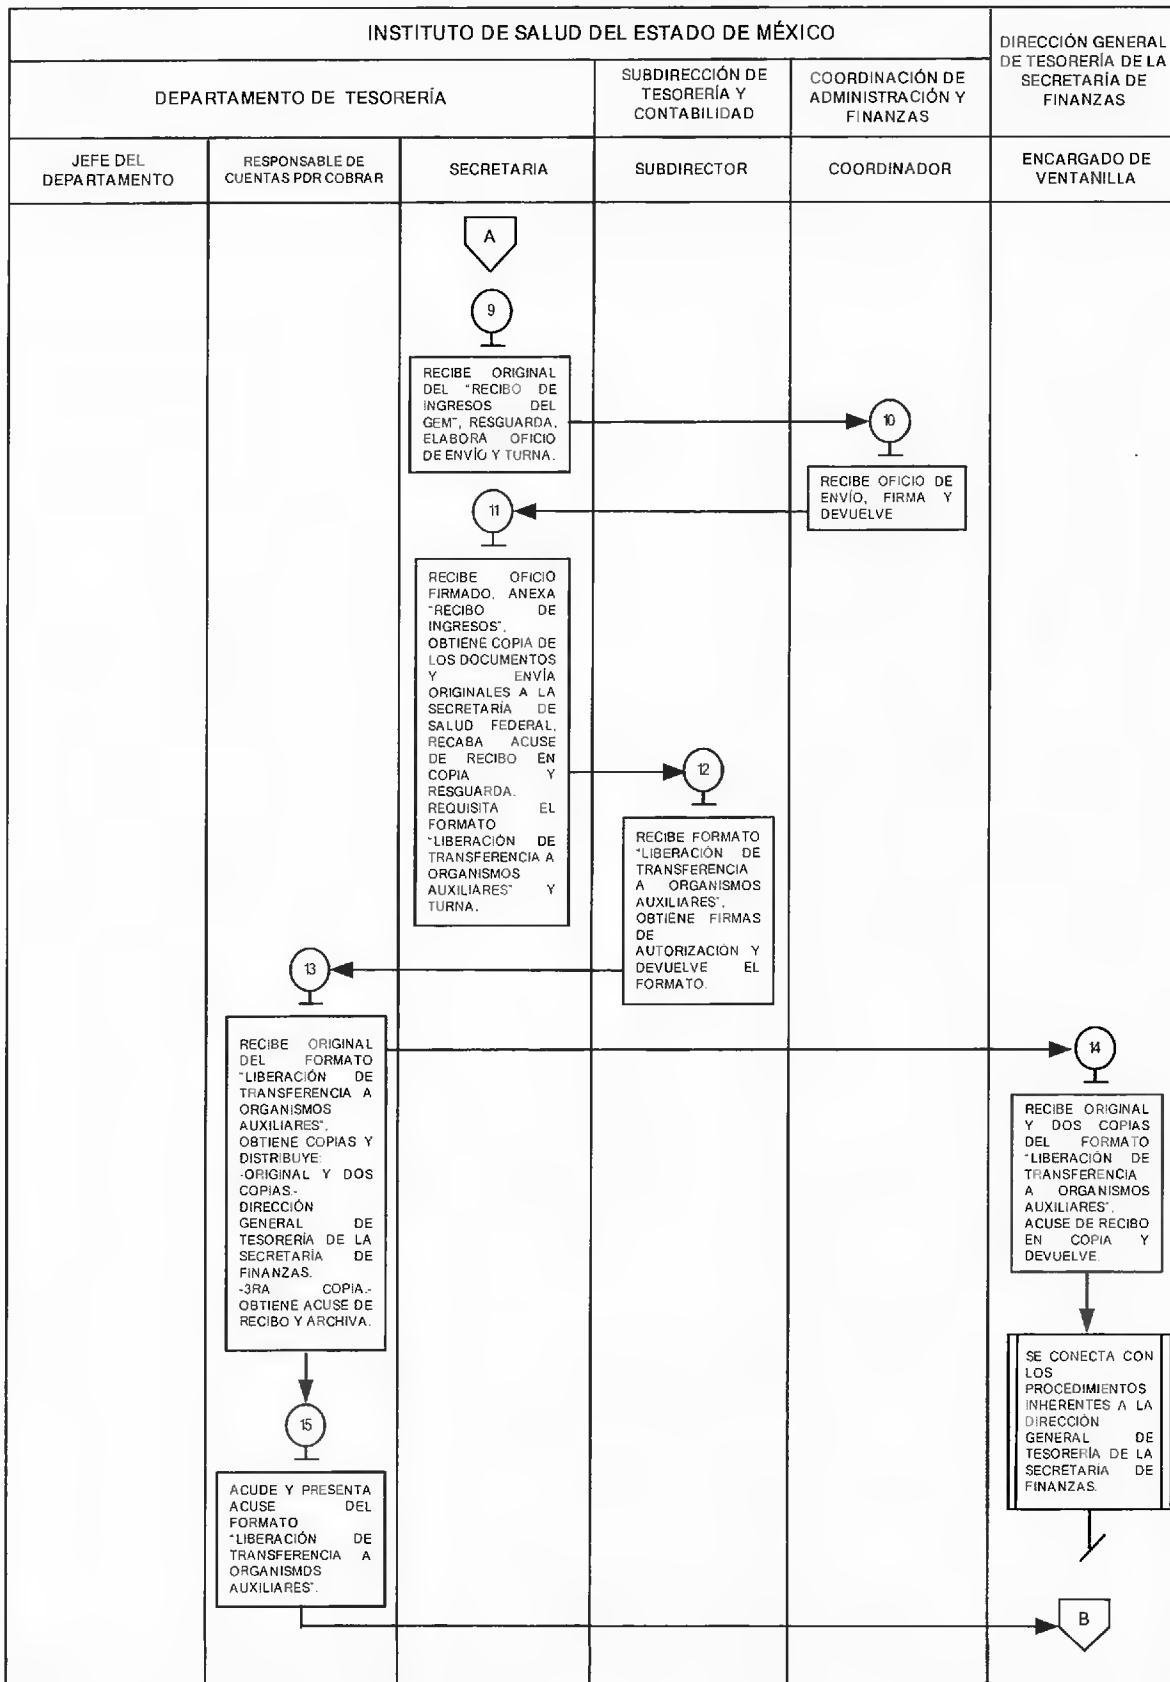 INSTITUTO DE SALUD DEL ESTADO DE MÉXICO
DIRECCIÓN GENERAL
DE TESORERÍA DE LA
SECRETARÍA DE
FINANZAS
DEPARTAMENTO DE TESORERÍA
SUBDIRECCIÓN DE
TESORERÍA Y
CONTABILIDAD
COORDINACIÓN DE
ADMINISTRACIÓN Y
FINANZAS
JEFE DEL
DEPARTAMENTO
RESPONSABLE DE
CUENTAS PDR COBRAR
SECRETARIA
SUBDIRECTOR
COORDINADOR
ENCARGADO DE
VENTANILLA
A
9
RECIBE ORIGINAL
DEL "RECIBO DE
INGRESOS DEL
GEM", RESGUARDA,
ELABORA OFICIO
DE ENVÍO Y TURNA.
10
RECIBE OFICIO DE
ENVÍO, FIRMA Y
DEVUELVE
11
RECIBE OFICIO
FIRMADO, ANEXA
"RECIBO DE
INGRESOS",
OBTIENE COPIA DE
LOS DOCUMENTOS
Y ENVÍA
ORIGINALES A LA
SECRETARÍA DE
SALUD FEDERAL,
RECABA ACUSE
DE RECIBO EN
COPIA Y
RESGUARDA.
REQUISITA EL
FORMATO
"LIBERACIÓN DE
TRANSFERENCIA A
ORGANISMOS
AUXILIARES" Y
TURNA.
12
RECIBE FORMATO
"LIBERACIÓN DE
TRANSFERENCIA
A ORGANISMOS
AUXILIARES",
OBTIENE FIRMAS
DE
AUTORIZACIÓN Y
DEVUELVE EL
FORMATO.
13
RECIBE ORIGINAL
DEL FORMATO
"LIBERACIÓN DE
TRANSFERENCIA A
ORGANISMOS
AUXILIARES",
OBTIENE COPIAS Y
DISTRIBUYE:
-ORIGINAL Y DOS
COPIAS.-
DIRECCIÓN
GENERAL DE
TESORERÍA DE LA
SECRETARÍA DE
FINANZAS.
-3RA COPIA.-
OBTIENE ACUSE DE
RECIBO Y ARCHIVA.
14
RECIBE ORIGINAL
Y DOS COPIAS
DEL FORMATO
"LIBERACIÓN DE
TRANSFERENCIA
A ORGANISMOS
AUXILIARES",
ACUSE DE RECIBO
EN COPIA Y
DEVUELVE.
SE CONECTA CON
LOS
PROCEDIMIENTOS
INHERENTES A LA
DIRECCIÓN
GENERAL DE
TESORERÍA DE LA
SECRETARÍA DE
FINANZAS.
15
ACUDE Y PRESENTA
ACUSE DEL
FORMATO
"LIBERACIÓN DE
TRANSFERENCIA A
ORGANISMDS
AUXILIARES".
B